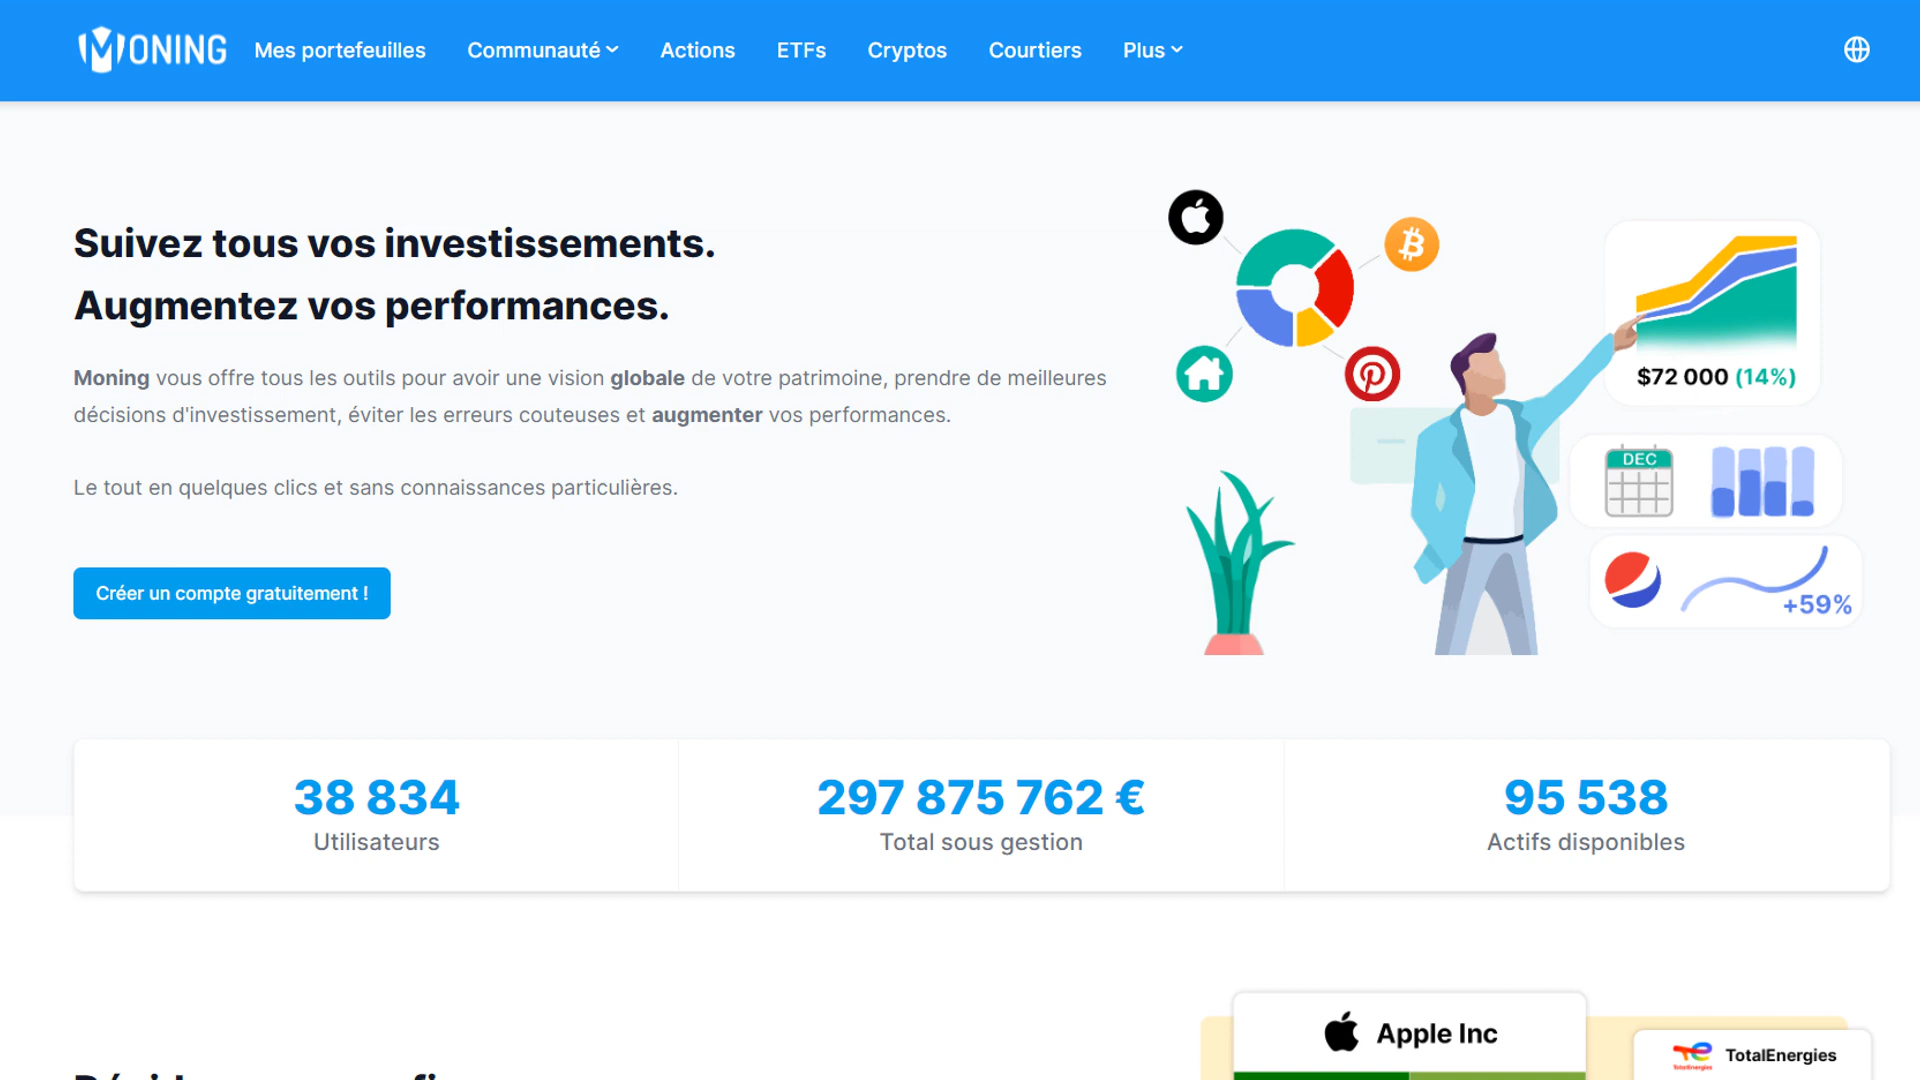 MONING
Mes portefeuilles
Communauté
Actions
ETFs
Cryptos
Courtiers
Plus
Suivez tous vos investissements.
Augmentez vos performances.
Moning vous offre tous les outils pour avoir une vision globale de votre patrimoine, prendre de meilleures
décisions d'investissement, éviter les erreurs couteuses et augmenter vos performances.
Le tout en quelques clics et sans connaissances particulières.
Créer un compte gratuitement !
$72 000 (14%)
DEC
+59%
38 834
Utilisateurs
297 875 762 €
Total sous gestion
95 538
Actifs disponibles
Apple Inc
TotalEnergies
TotalEnergies